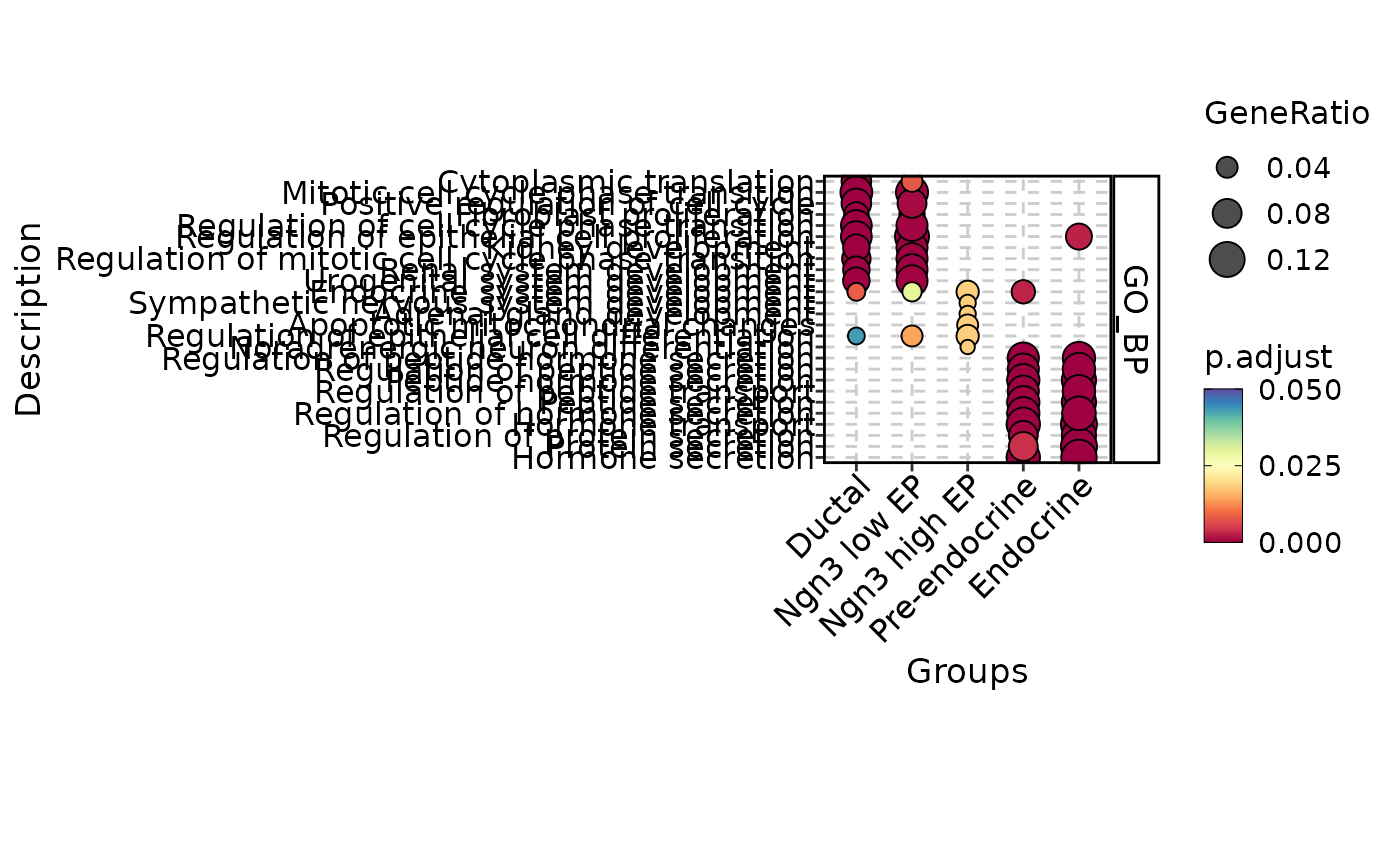 Description
Cytoplasmic translation
Mitotic cell cycle phase transition
Positive regulation of cell cycle
Fibroblast proliferation
Regulation of cell cycle phase transition
Regulation of epithelial cell proliferation
Kidney development
Regulation of mitotic cell cycle phase transition
Renal system development
Urogenital system development
Endocrine system development
Sympathetic nervous system development
Adrenal gland development
Apoptotic mitochondrial changes
Regulation of epithelial cell differentiation
Noradrenergic neuron differentiation
Regulation of peptide hormone secretion
Regulation of peptide secretion
Peptide hormone secretion
Regulation of peptide transport
Peptide secretion
Regulation of hormone secretion
Hormone transport
Regulation of protein secretion
Protein secretion
Hormone secretion
GO_BP
Ductal
Ngn3 low EP
Ngn3 high EP
Pre-endocrine
Endocrine
Groups
GeneRatio
0.04
0.08
0.12
p.adjust
0.050
0.025
0.000